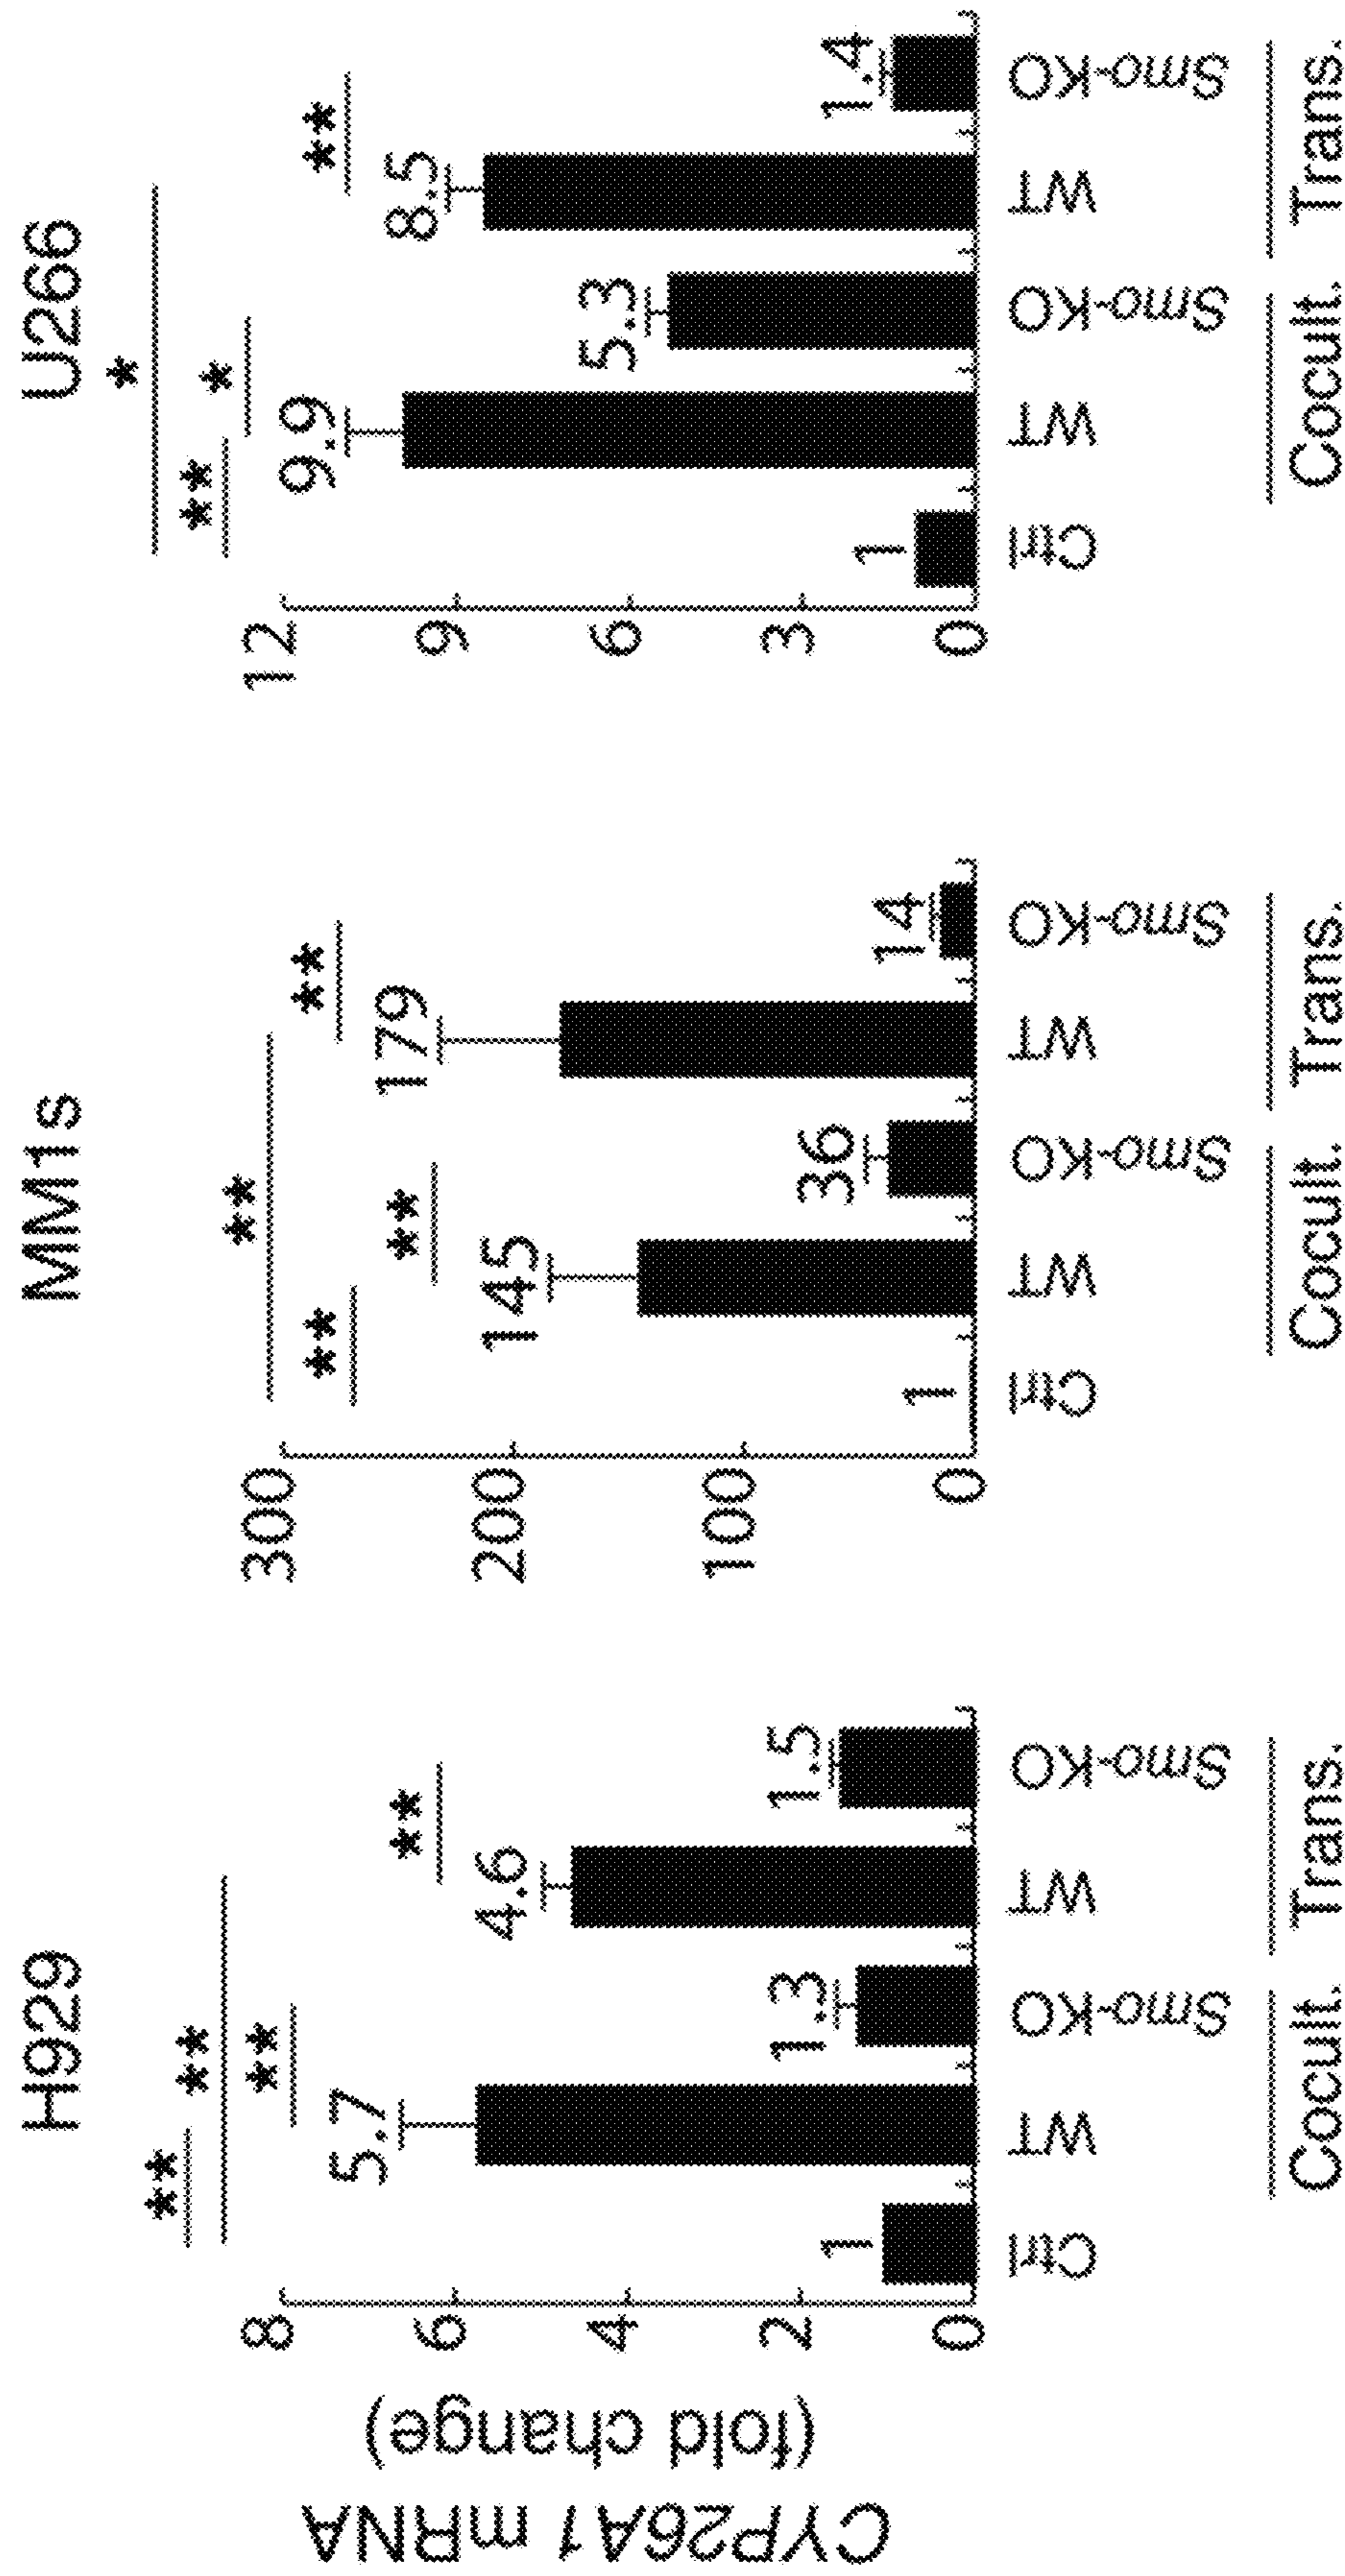 CYP26A1 mRNA
(fold change)
H929
** ** ** **
8
6
4
2
0
1 5.7 1.3 4.6 1.5
Ctrl WT Smo-KO WT Smo-KO
Cocult. Trans.
MM1s
** ** ** **
300
200
100
0
1 145 36 179 14
Ctrl WT Smo-KO WT Smo-KO
Cocult. Trans.
U266
* ** * **
12
9
6
3
0
1 9.9 5.3 8.5 1.4
Ctrl WT Smo-KO WT Smo-KO
Cocult. Trans.